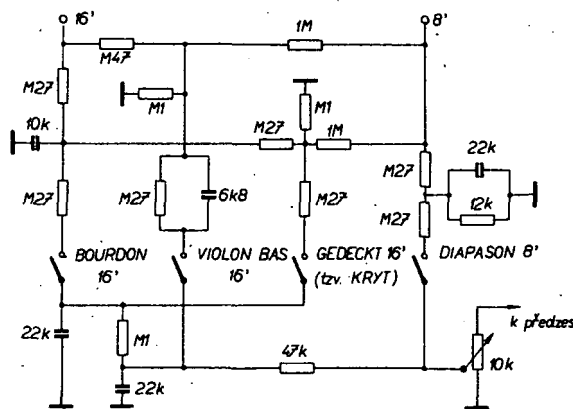 16'
8'
M47
1M
M27
M1
M1
10k
M27
1M
M27
22k
M27
M27
6k8
M27
M27
12k
BOURDON
16'
VIOLON BAS
16'
GEDECKT 16'
(tzv. KRYT)
DIAPASON 8'
k předzes
22k
M1
47k
10k
22k